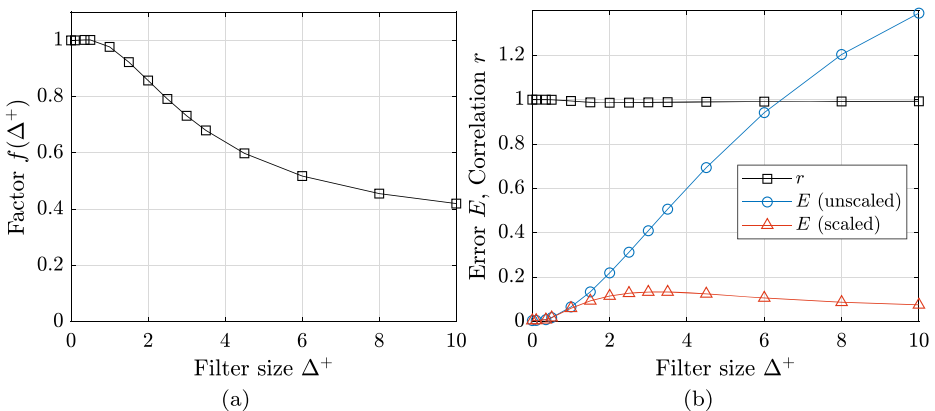 1
0.8
0.6
0.4
0.2
0
0 2 4 6 8 10
Factor f(Δ⁺)
Filter size Δ⁺
(a)
1.2
1
0.8
0.6
0.4
0.2
0
0 2 4 6 8 10
Error E, Correlation r
Filter size Δ⁺
r
E (unscaled)
E (scaled)
(b)